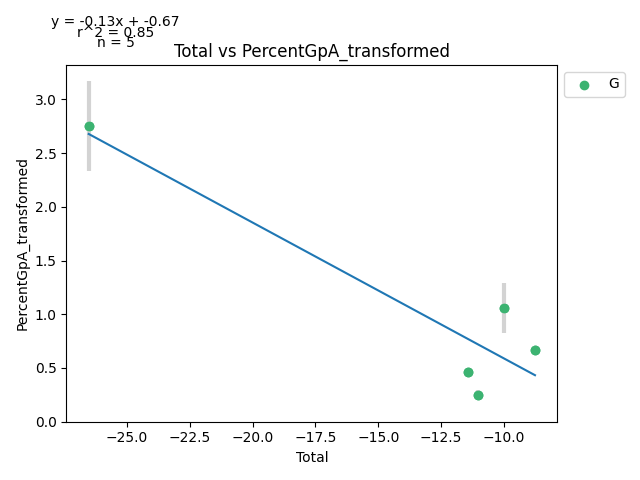 y = -0.13x + -0.67
r^2 = 0.85
n = 5
Total vs PercentGpA_transformed
G
PercentGpA_transformed
3.0
2.5
2.0
1.5
1.0
0.5
0.0
−25.0 −22.5 −20.0 −17.5 −15.0 −12.5 −10.0
Total